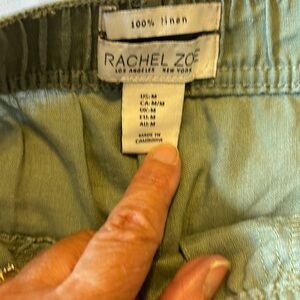 100% linen
RACHEL ZOE
LOS ANGELES NEW YORK
US: M
CA: M/M
UK: M
EU: M
AU: M
MADE IN
CAMBODIA